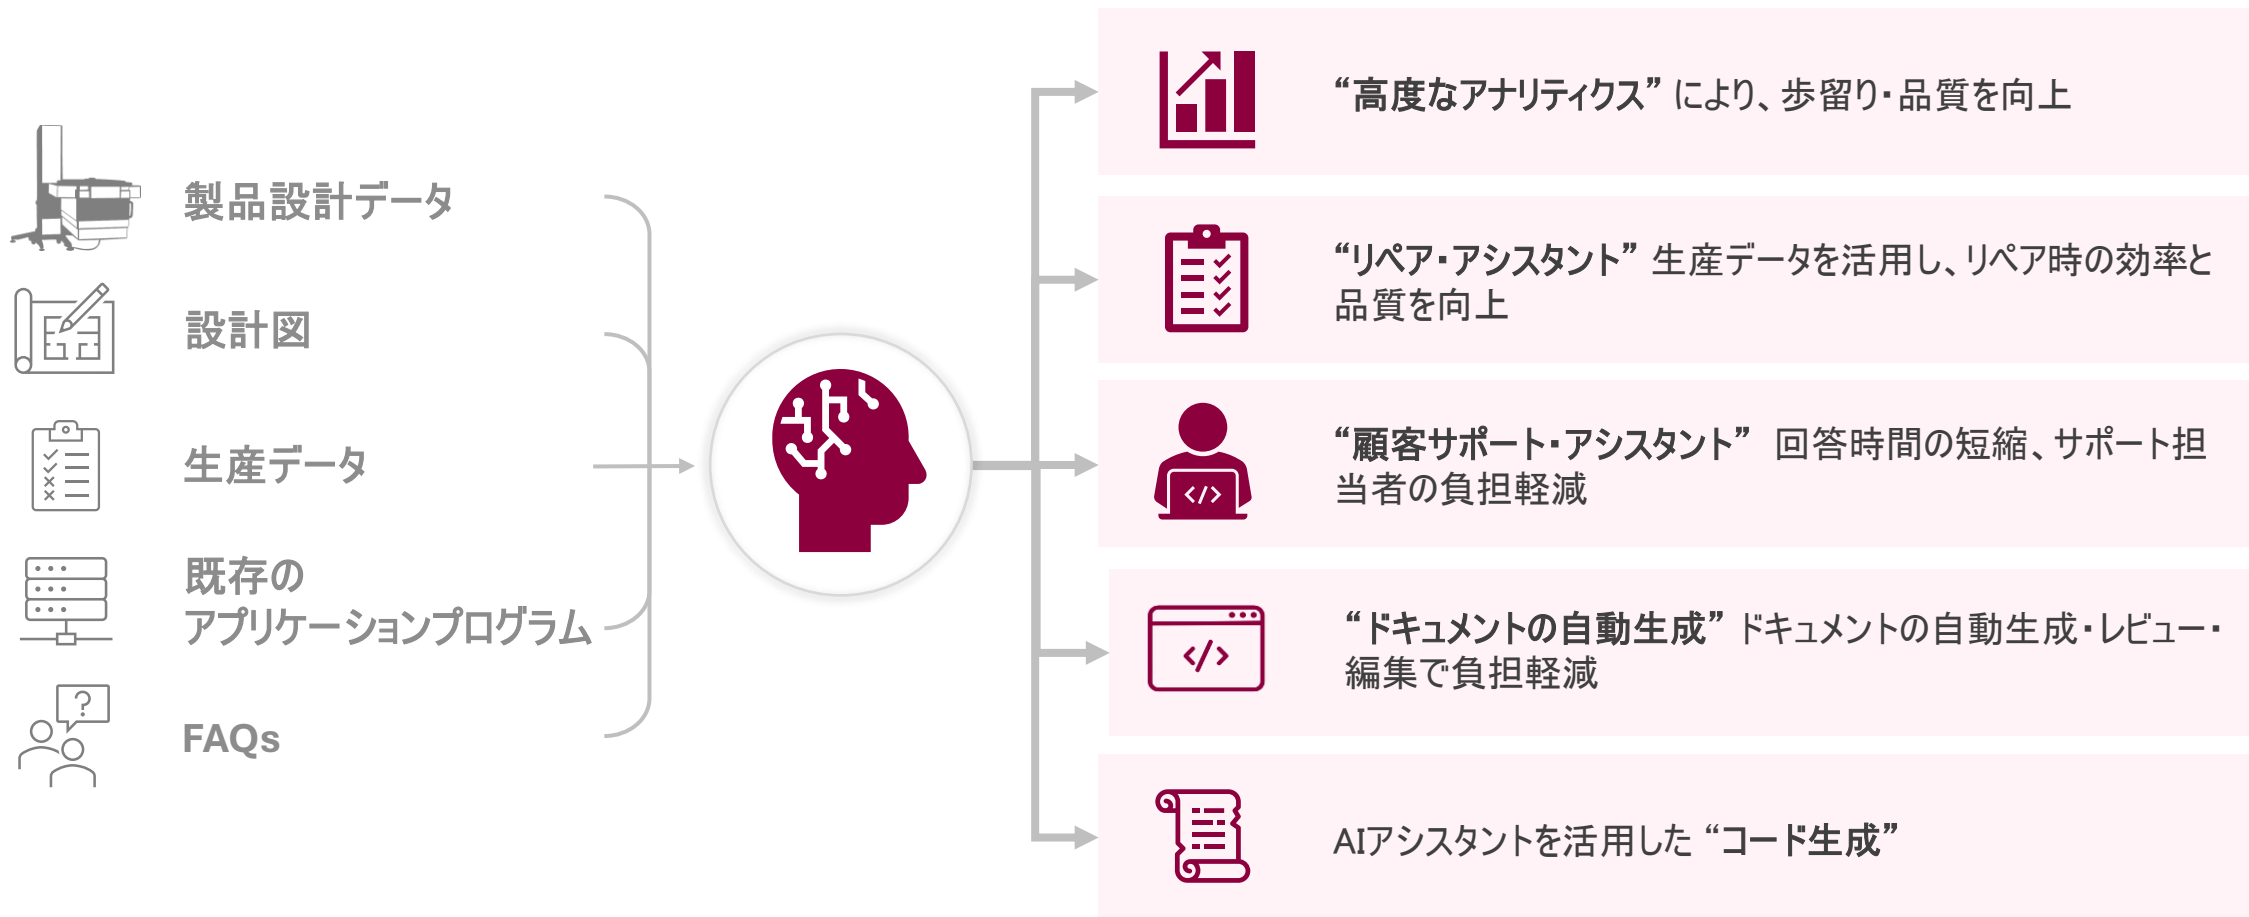 製品設計データ
設計図
生産データ
既存の
アプリケーションプログラム
FAQs
“高度なアナリティクス” により、歩留り・品質を向上
“リペア・アシスタント” 生産データを活用し、リペア時の効率と
品質を向上
“顧客サポート・アシスタント” 回答時間の短縮、サポート担
当者の負担軽減
“ドキュメントの自動生成” ドキュメントの自動生成・レビュー・
編集で負担軽減
AIアシスタントを活用した “コード生成”